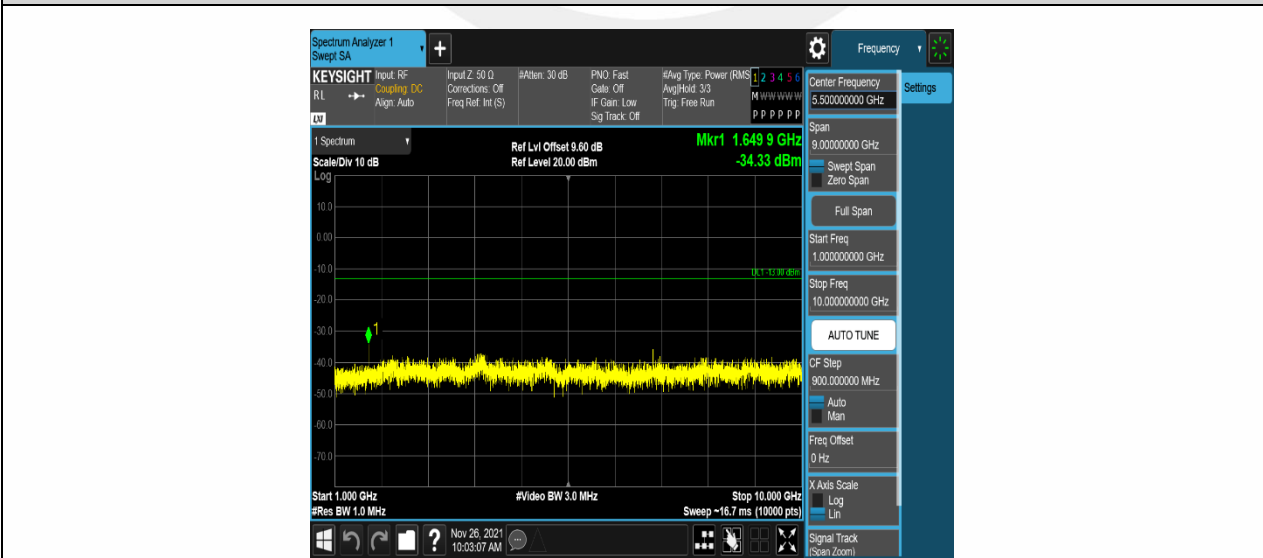 Spectrum Analyzer 1
Swept SA
Frequency
KEYSIGHT
RL
LXI
Input: RF
Coupling: DC
Align: Auto
Input Z: 50 Ω
Corrections: Off
Freq Ref: Int (S)
#Atten: 30 dB
PNO: Fast
Gate: Off
IF Gain: Low
Sig Track: Off
#Avg Type: Power (RMS
Avg|Hold: 3/3
Trig: Free Run
1 2 3 4 5 6
M W W W W W
P P P P P P
Center Frequency
5.500000000 GHz
Settings
Span
9.00000000 GHz
Swept Span
Zero Span
Full Span
Start Freq
1.000000000 GHz
Stop Freq
10.000000000 GHz
AUTO TUNE
CF Step
900.000000 MHz
Auto
Man
Freq Offset
0 Hz
X Axis Scale
Log
Lin
Signal Track
(Span Zoom)
1 Spectrum
Scale/Div 10 dB
Ref Lvl Offset 9.60 dB
Ref Level 20.00 dBm
Mkr1 1.649 9 GHz
-34.33 dBm
Log
10.0
0.00
-10.0
DL1 -13.00 dBm
-20.0
-30.0
1
-40.0
-50.0
-60.0
-70.0
Start 1.000 GHz
#Video BW 3.0 MHz
Stop 10.000 GHz
#Res BW 1.0 MHz
Sweep ~16.7 ms (10000 pts)
?
Nov 26, 2021
10:03:07 AM